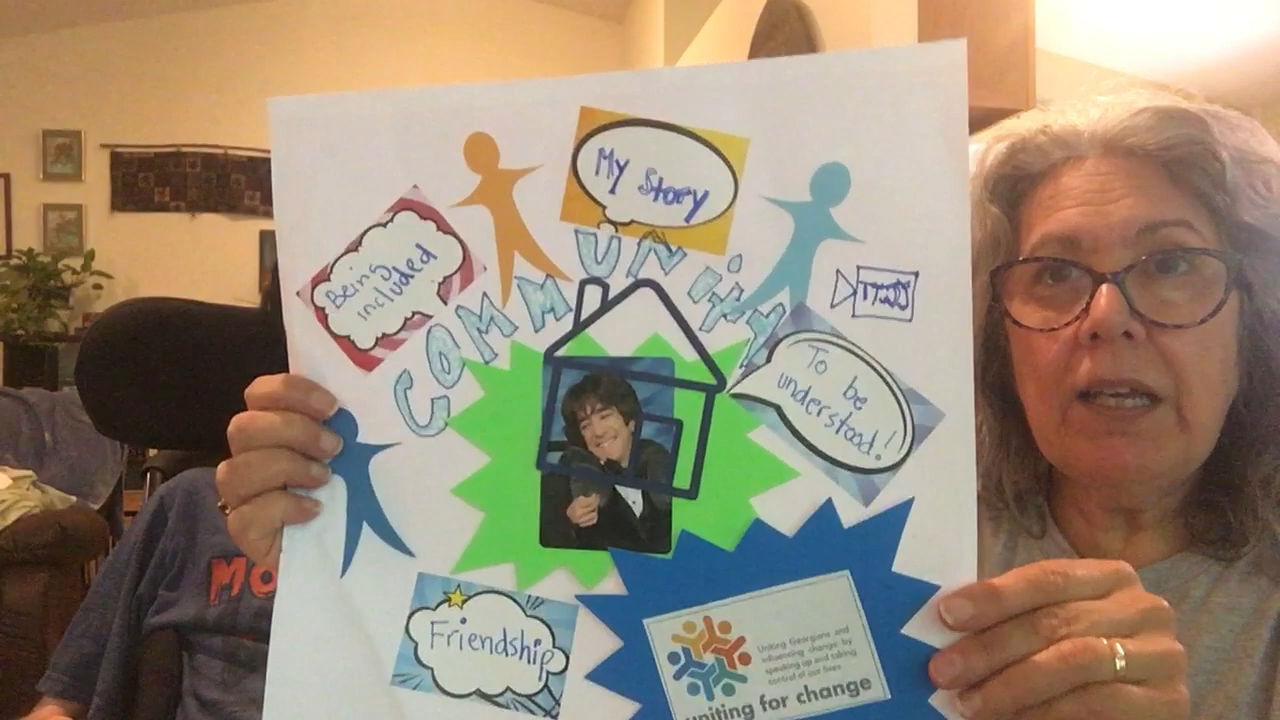 My Story
Being
included
COMMUNITY
To be
understood!
Friendship
MO
Uniting Georgians and
influencing change by
speaking up and taking
control of our lives
uniting for change